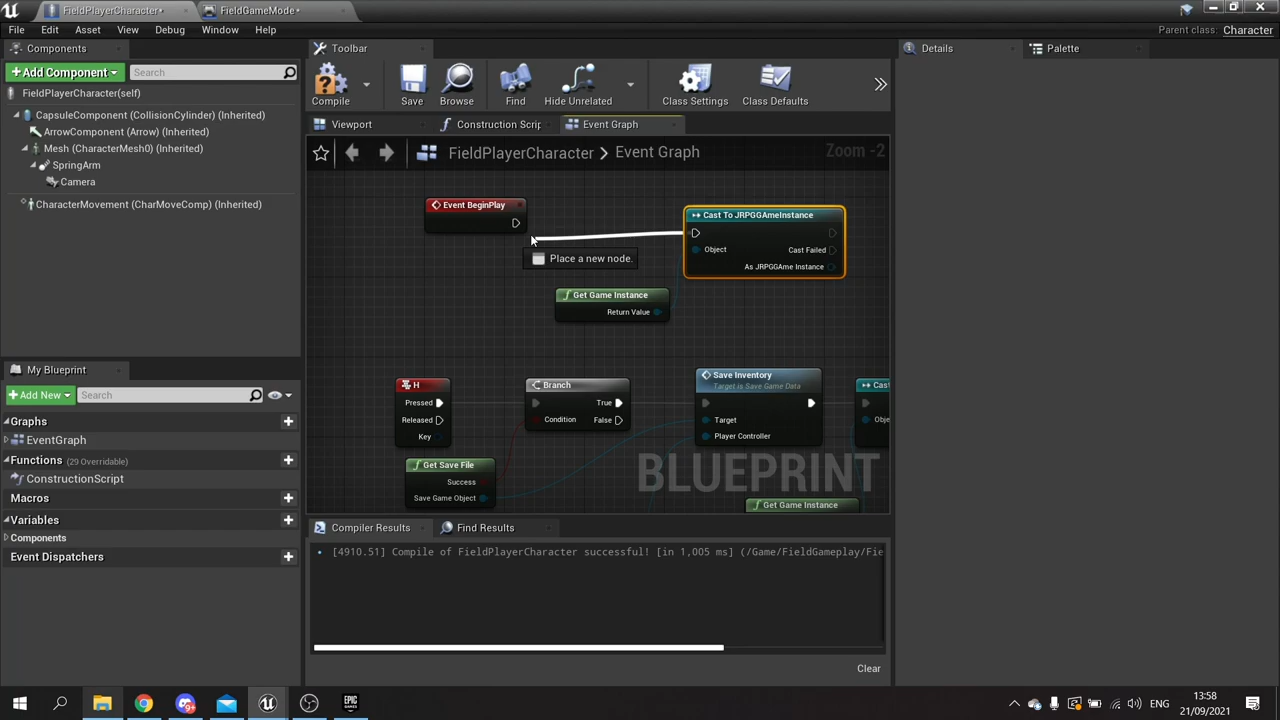 FieldPlayerCharacter*
FieldGameMode*
File
Edit
Asset
View
Debug
Window
Help
Parent class: Character
Components
Toolbar
Details
Palette
Add Component
Search
Compile
Save
Browse
Find
Hide Unrelated
Class Settings
Class Defaults
FieldPlayerCharacter(self)
CapsuleComponent (CollisionCylinder) (Inherited)
ArrowComponent (Arrow) (Inherited)
Mesh (CharacterMesh0) (Inherited)
SpringArm
Camera
CharacterMovement (CharMoveComp) (Inherited)
Viewport
Construction Scrip
Event Graph
FieldPlayerCharacter > Event Graph
Zoom -2
Event BeginPlay
Cast To JRPGGAmeInstance
Object
Cast Failed
As JRPGGAme Instance
Place a new node.
Get Game Instance
Return Value
H
Pressed
Released
Key
Branch
True
Condition
False
Save Inventory
Target is Save Game Data
Target
Player Controller
Cast
Obje
Get Save File
Success
Save Game Object
BLUEPRINT
Get Game Instance
My Blueprint
Add New
Search
Graphs
EventGraph
Functions (29 Overridable)
ConstructionScript
Macros
Variables
Components
Event Dispatchers
Compiler Results
Find Results
[4910.51] Compile of FieldPlayerCharacter successful! [in 1,005 ms] (/Game/FieldGameplay/Fie
Clear
EPIC
GAMES
ENG
13:58
21/09/2021